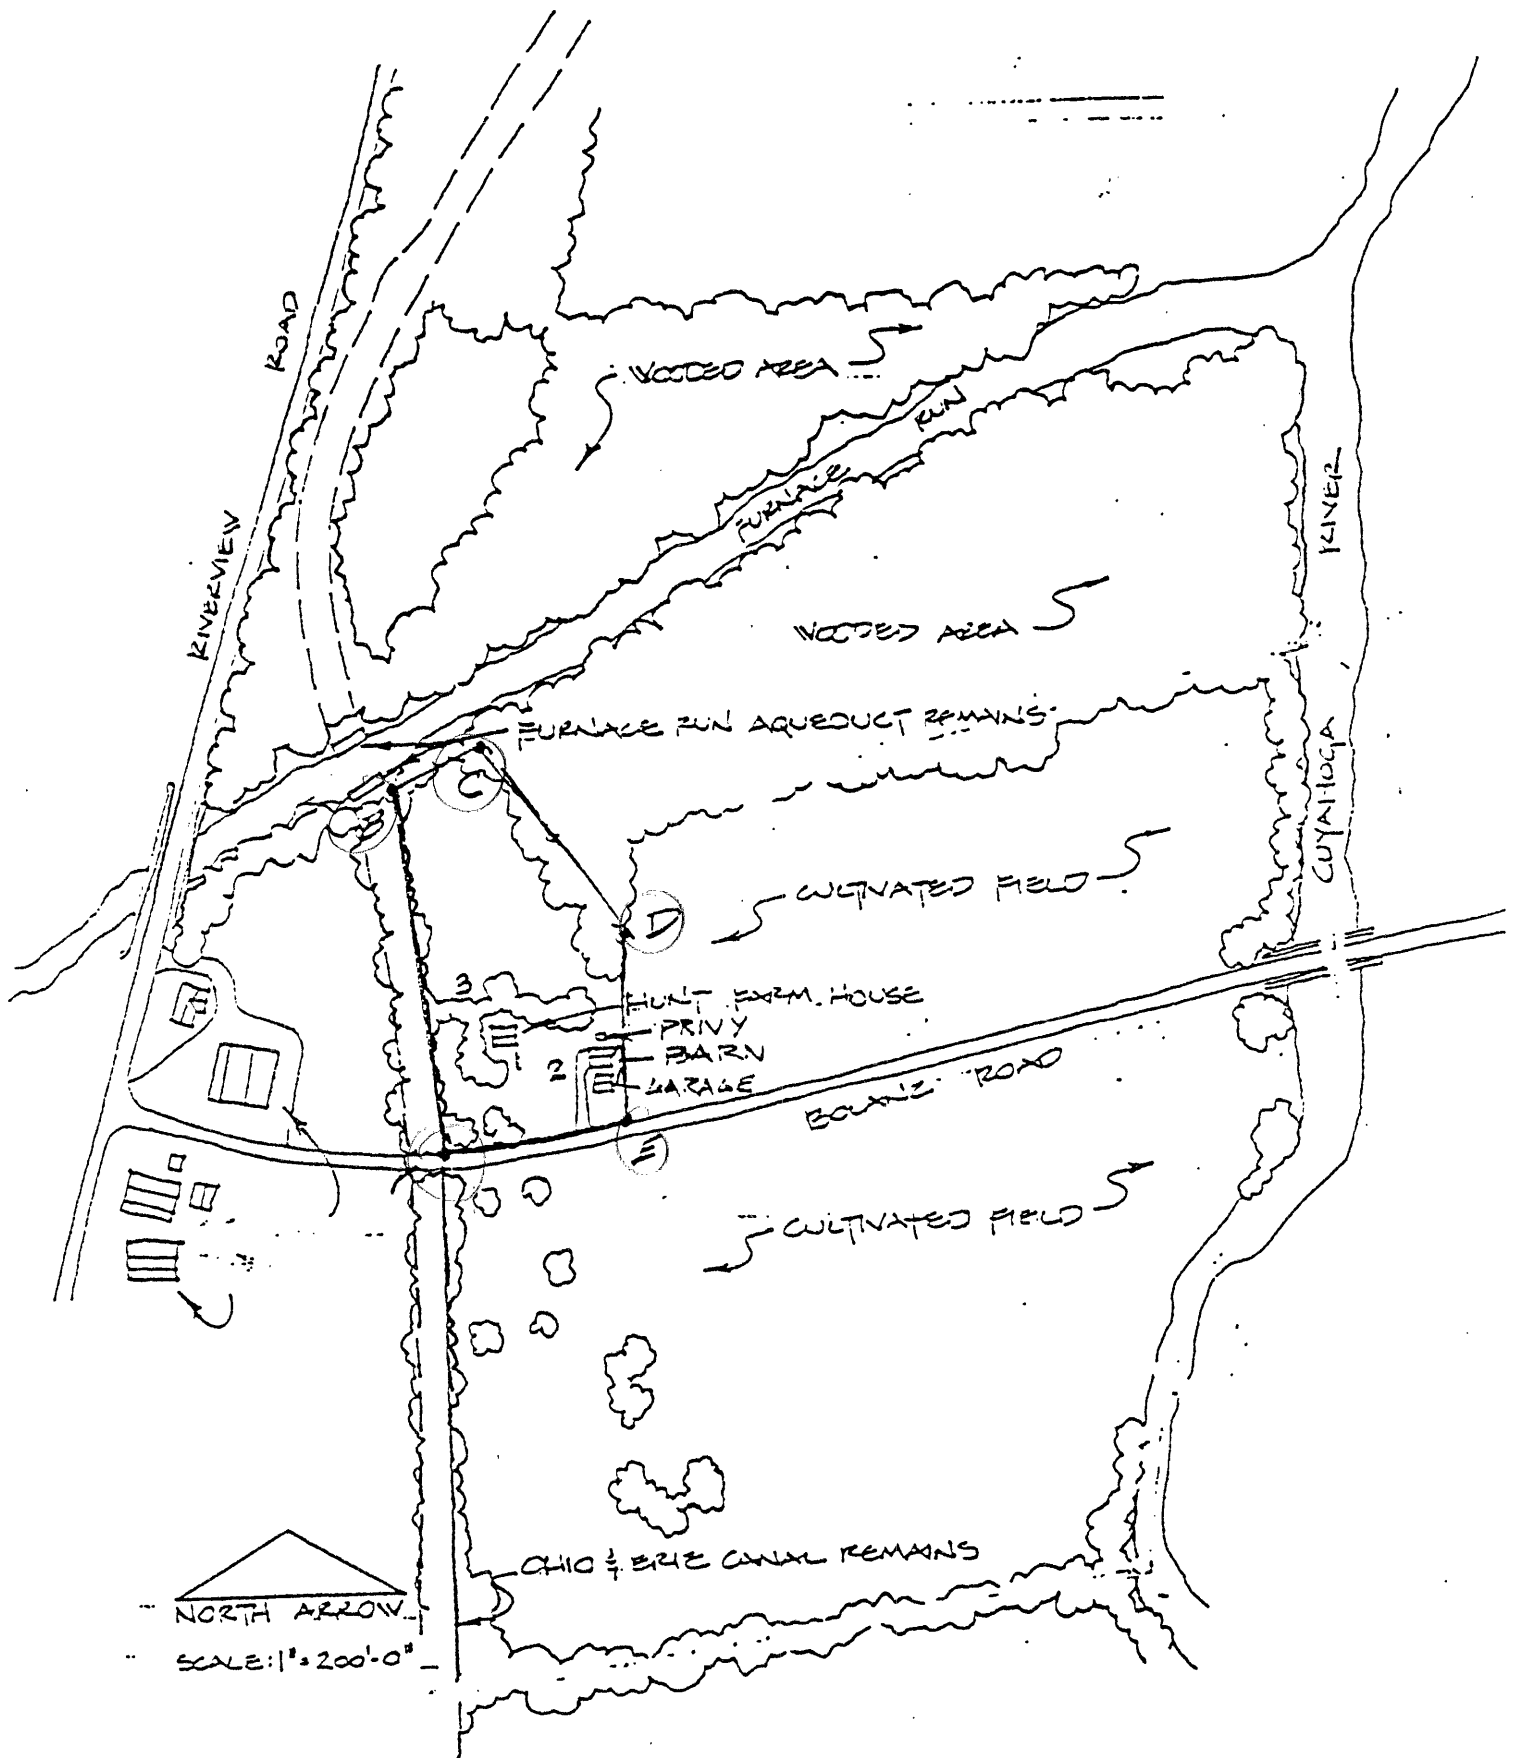 ROAD
WOODED AREA
RUN
FURNACE
RIVER
RIVERVIEW
WOODED AREA
FURNACE RUN AQUEDUCT REMAINS
CUYAHOGA
C
B
CULTIVATED FIELD
D
3
HUNT FARM HOUSE
PRIVY
BARN
2
GARAGE
BOLANZ ROAD
E
CULTIVATED FIELD
OHIO & ERIE CANAL REMAINS
NORTH ARROW
SCALE: 1" = 200'-0"